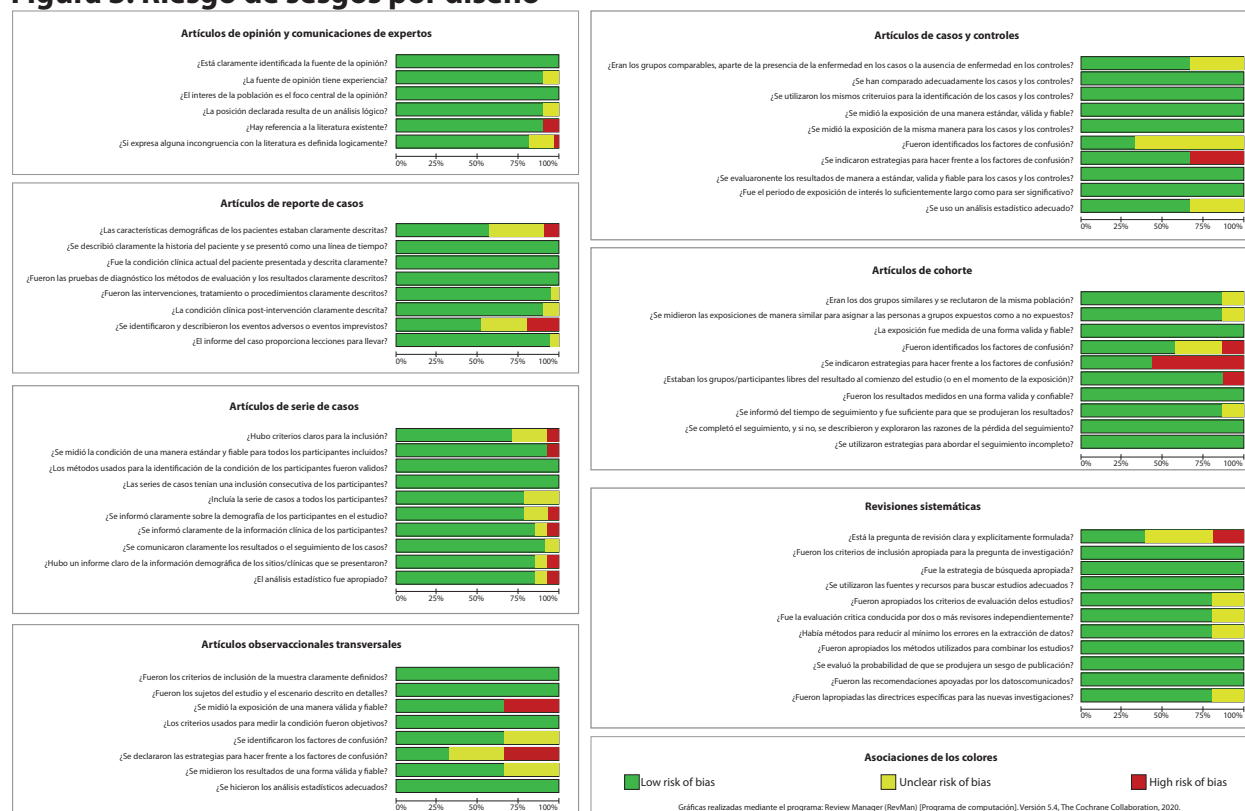 Figura 3. Riesgo de sesgos por diseño
Artículos de opinión y comunicaciones de expertos
¿Está claramente identificada la fuente de la opinión?
¿La fuente de opinión tiene experiencia?
¿El interes de la población es el foco central de la opinión?
¿La posición declarada resulta de un análisis lógico?
¿Hay referencia a la literatura existente?
¿Si expresa alguna incongruencia con la literatura es definida logicamente?
0% 25% 50% 75% 100%
Artículos de reporte de casos
¿Las características demográficas de los pacientes estaban claramente descritas?
¿Se describió claramente la historia del paciente y se presentó como una línea de tiempo?
¿Fue la condición clínica actual del paciente presentada y descrita claramente?
¿Fueron las pruebas de diagnóstico los métodos de evaluación y los resultados claramente descritos?
¿Fueron las intervenciones, tratamiento o procedimientos claramente descritos?
¿La condición clínica post-intervención claramente descrita?
¿Se identificaron y describieron los eventos adversos o eventos imprevistos?
¿El informe del caso proporciona lecciones para llevar?
0% 25% 50% 75% 100%
Artículos de serie de casos
¿Hubo criterios claros para la inclusión?
¿Se midió la condición de una manera estándar y fiable para todos los participantes incluidos?
¿Los métodos usados para la identificación de la condición de los participantes fueron validos?
¿Las series de casos tenían una inclusión consecutiva de los participantes?
¿Incluía la serie de casos a todos los participantes?
¿Se informó claramente sobre la demografía de los participantes en el estudio?
¿Se informó claramente de la información clínica de los participantes?
¿Se comunicaron claramente los resultados o el seguimiento de los casos?
¿Hubo un informe claro de la información demográfica de los sitios/clínicas que se presentaron?
¿El análisis estadístico fue apropiado?
0% 25% 50% 75% 100%
Artículos observaccionales transversales
¿Fueron los criterios de inclusión de la muestra claramente definidos?
¿Fueron los sujetos del estudio y el escenario descrito en detalles?
¿Se midió la exposición de una manera válida y fiable?
¿Los criterios usados para medir la condición fueron objetivos?
¿Se identificaron los factores de confusión?
¿Se declararon las estrategias para hacer frente a los factores de confusión?
¿Se midieron los resultados de una forma válida y fiable?
¿Se hicieron los análisis estadísticos adecuados?
0% 25% 50% 75% 100%
Artículos de casos y controles
¿Eran los grupos comparables, aparte de la presencia de la enfermedad en los casos o la ausencia de enfermedad en los controles?
¿Se han comparado adecuadamente los casos y los controles?
¿Se utilizaron los mismos criteruios para la identificación de los casos y los controles?
¿Se midió la exposición de una manera estándar, válida y fiable?
¿Se midió la exposición de la misma manera para los casos y los controles?
¿Fueron identificados los factores de confusión?
¿Se indicaron estrategias para hacer frente a los factores de confusión?
¿Se evaluaronente los resultados de manera a estándar, valida y fiable para los casos y los controles?
¿Fue el periodo de exposición de interés lo suficientemente largo como para ser significativo?
¿Se uso un análisis estadístico adecuado?
0% 25% 50% 75% 100%
Artículos de cohorte
¿Eran los dos grupos similares y se reclutaron de la misma población?
¿Se midieron las exposiciones de manera similar para asignar a las personas a grupos expuestos como a no expuestos?
¿La exposición fue medida de una forma valida y fiable?
¿Fueron identificados los factores de confusión?
¿Se indicaron estrategias para hacer frente a los factores de confusión?
¿Estaban los grupos/participantes libres del resultado al comienzo del estudio (o en el momento de la exposición)?
¿Fueron los resultados medidos en una forma valida y confiable?
¿Se informó del tiempo de seguimiento y fue suficiente para que se produjeran los resultados?
¿Se completó el seguimiento, y si no, se describieron y exploraron las razones de la pérdida del seguimiento?
¿Se utilizaron estrategias para abordar el seguimiento incompleto?
0% 25% 50% 75% 100%
Revisiones sistemáticas
¿Está la pregunta de revisión clara y explicitamente formulada?
¿Fueron los criterios de inclusión apropiada para la pregunta de investigación?
¿Fue la estrategia de búsqueda apropiada?
¿Se utilizaron las fuentes y recursos para buscar estudios adecuados ?
¿Fueron apropiados los criterios de evaluación delos estudios?
¿Fue la evaluación critica conducida por dos o más revisores independientemente?
¿Había métodos para reducir al mínimo los errores en la extracción de datos?
¿Fueron apropiados los métodos utilizados para combinar los estudios?
¿Se evaluó la probabilidad de que se produjera un sesgo de publicación?
¿Fueron las recomendaciones apoyadas por los datoscomunicados?
¿Fueron lapropiadas las directrices específicas para las nuevas investigaciones?
0% 25% 50% 75% 100%
Asociaciones de los colores
Low risk of bias Unclear risk of bias High risk of bias
Gráficas realizadas mediante el programa: Review Manager (RevMan) [Programa de computación]. Versión 5.4, The Cochrane Collaboration, 2020.